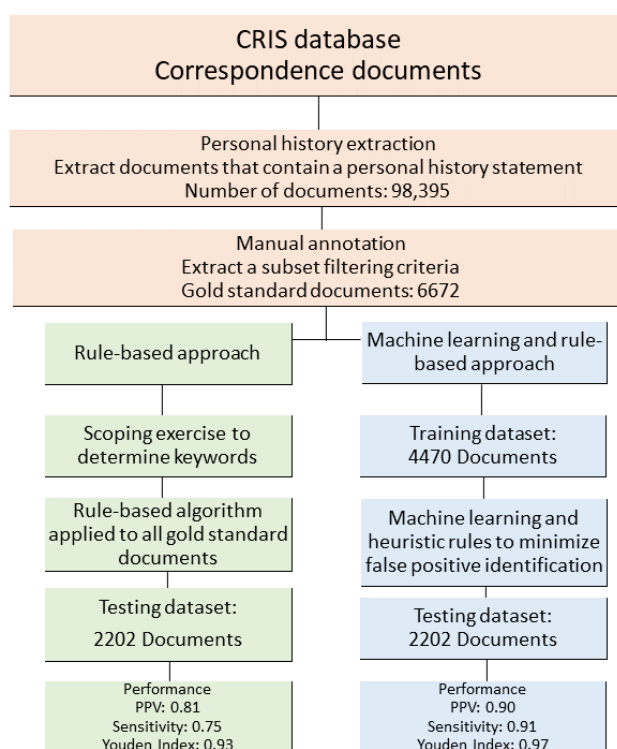 CRIS database
Correspondence documents
Personal history extraction
Extract documents that contain a personal history statement
Number of documents: 98,395
Manual annotation
Extract a subset filtering criteria
Gold standard documents: 6672
Rule-based approach
Scoping exercise to
determine keywords
Rule-based algorithm
applied to all gold standard
documents
Testing dataset:
2202 Documents
Performance
PPV: 0.81
Sensitivity: 0.75
Youden Index: 0.93
Machine learning and rule-
based approach
Training dataset:
4470 Documents
Machine learning and
heuristic rules to minimize
false positive identification
Testing dataset:
2202 Documents
Performance
PPV: 0.90
Sensitivity: 0.91
Youden Index: 0.97